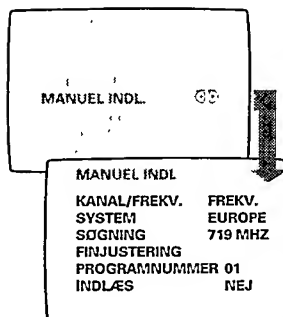 MANUEL INDL.
MANUEL INDL
KANAL/FREKV. FREKV.
SYSTEM EUROPE
SØGNING 719 MHZ
FINJUSTERING
PROGRAMNUMMER 01
INDLÆS NEJ